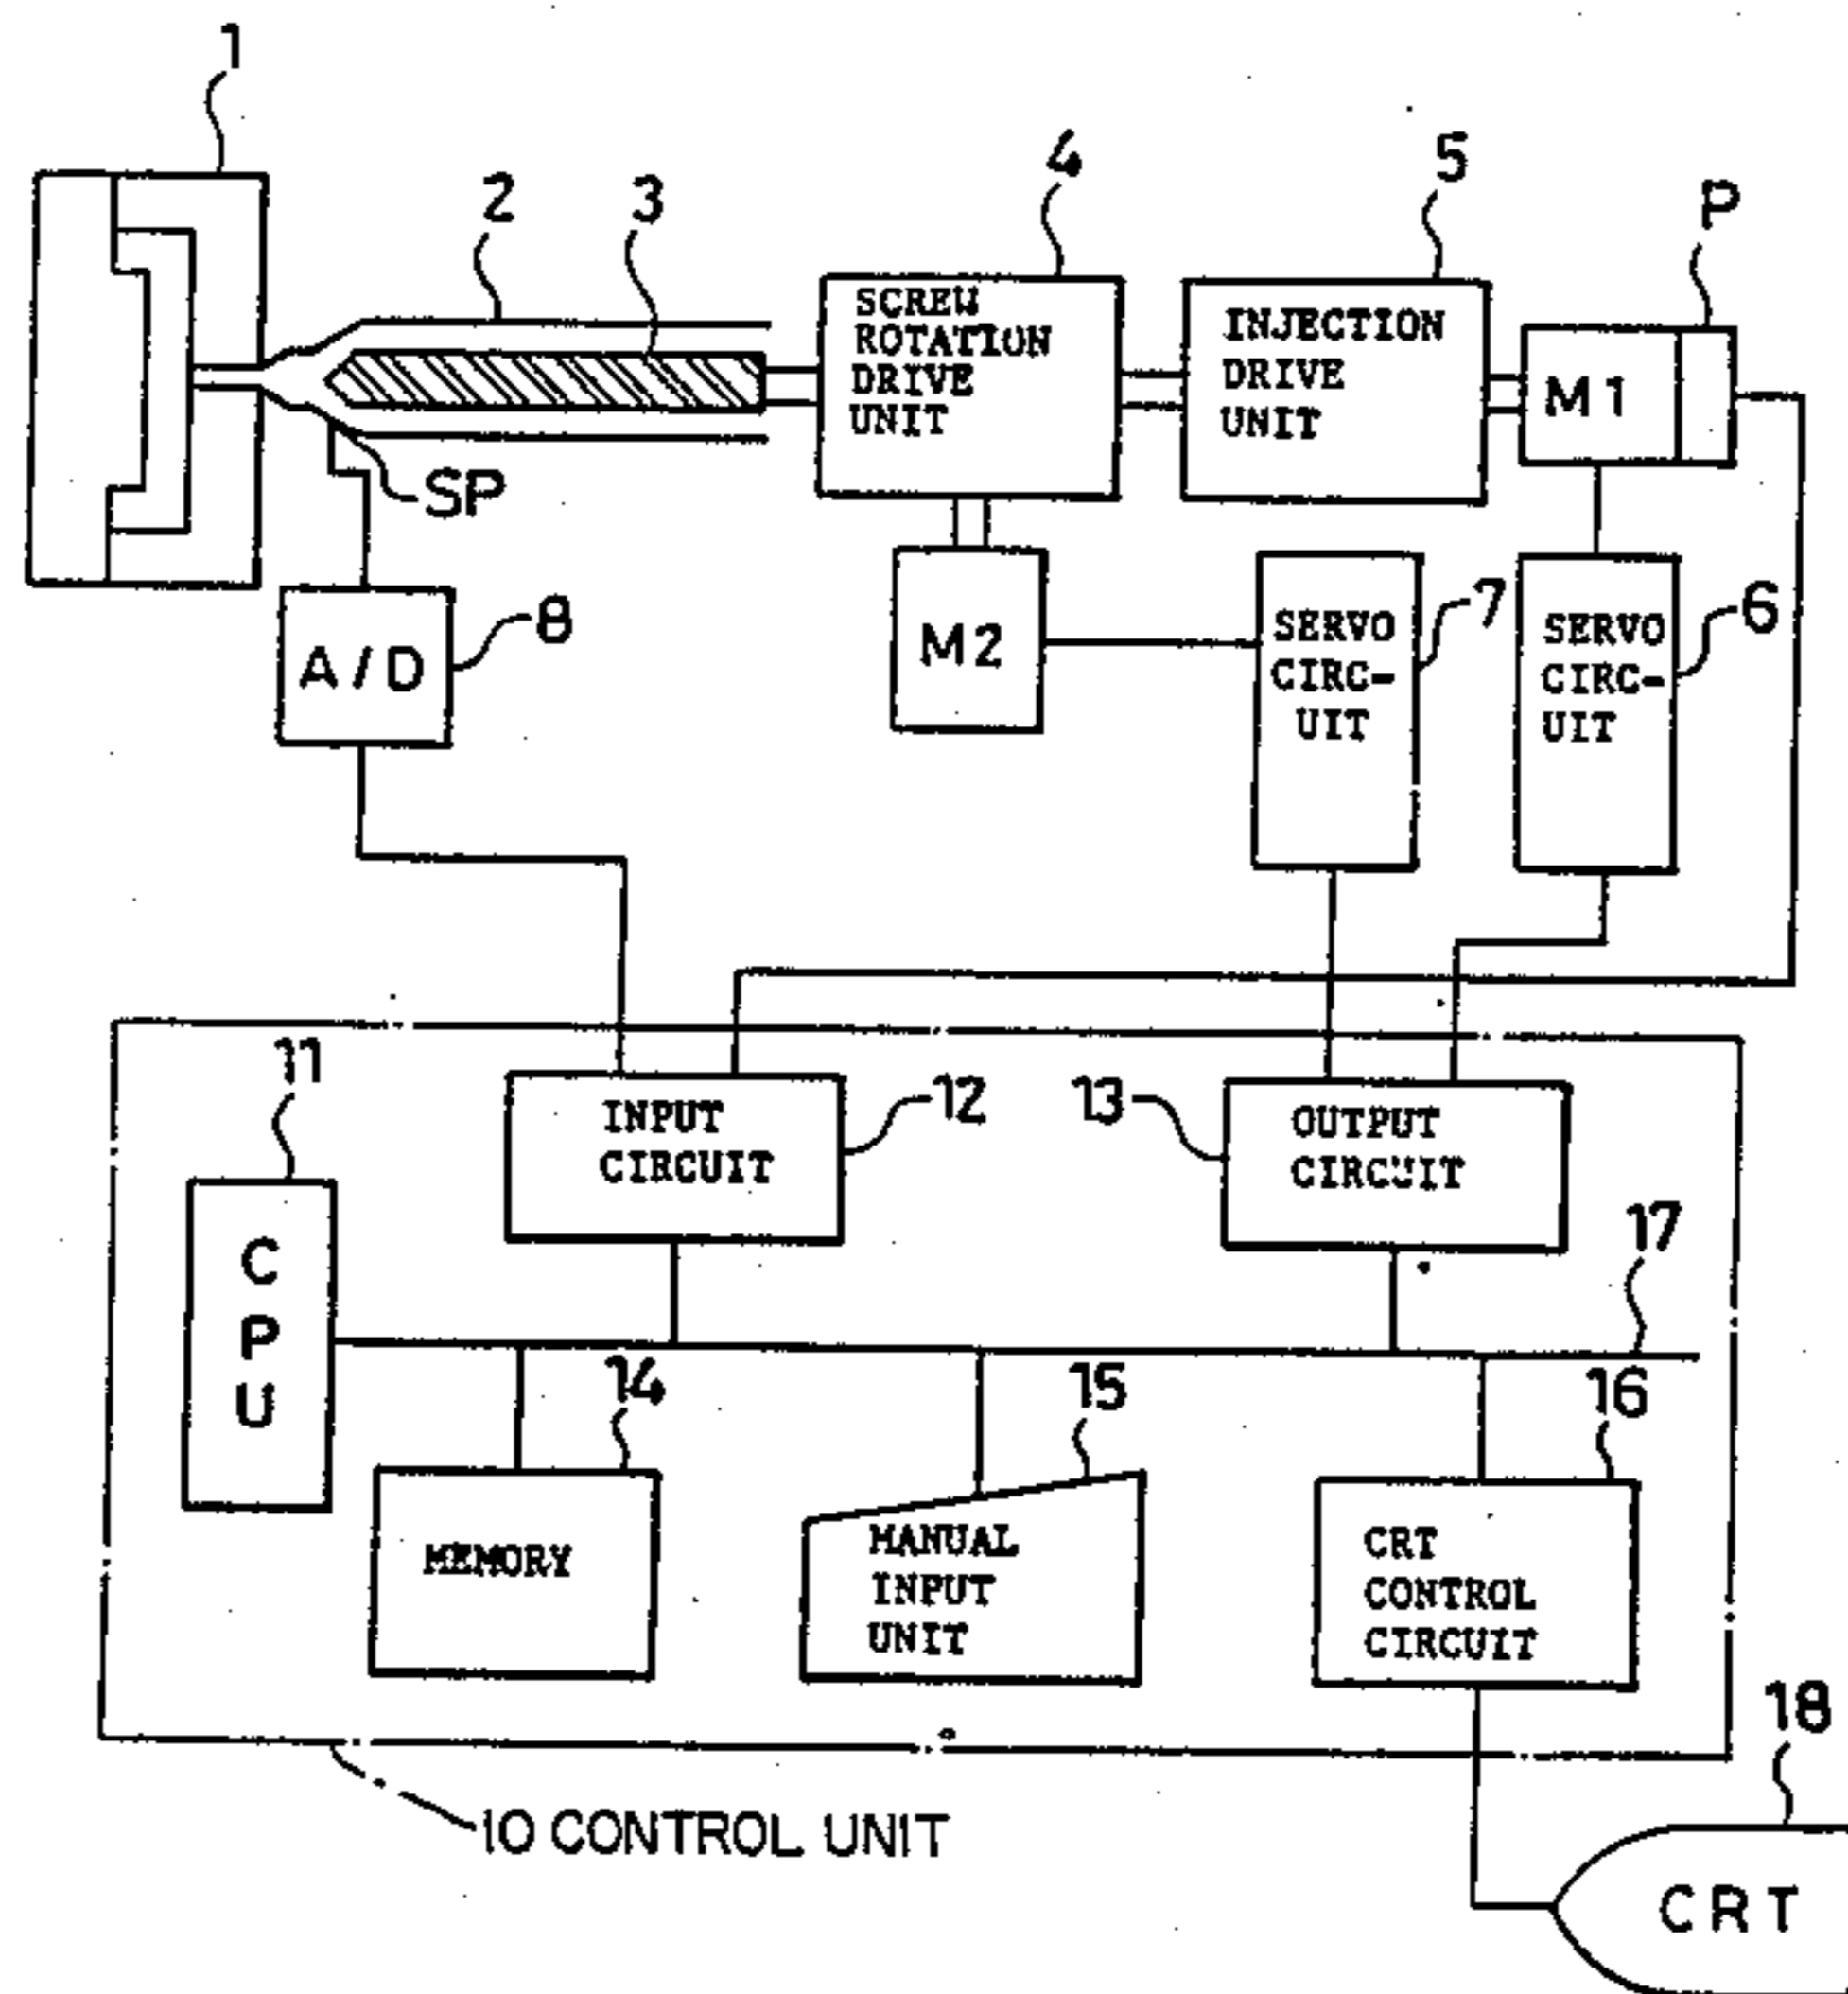 1
2
3
4
5
P
SCREW
ROTATION
DRIVE
UNIT
INJECTION
DRIVE
UNIT
M1
SP
A/D
8
M2
SERVO
CIRC-
UIT
7
SERVO
CIRC-
UIT
6
11
INPUT
CIRCUIT
12
13
OUTPUT
CIRCUIT
17
C
P
U
14
15
16
MEMORY
MANUAL
INPUT
UNIT
CRT
CONTROL
CIRCUIT
10 CONTROL UNIT
18
CRT